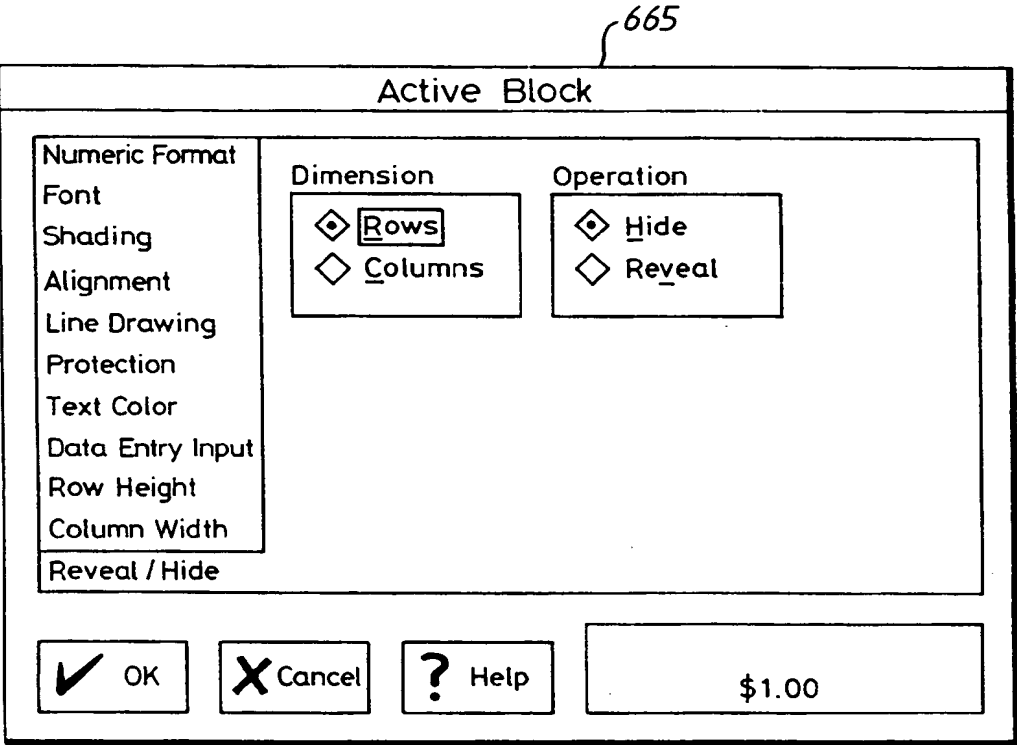 665
Active Block
Numeric Format
Font
Shading
Alignment
Line Drawing
Protection
Text Color
Data Entry Input
Row Height
Column Width
Reveal / Hide
Dimension
Rows
Columns
Operation
Hide
Reveal
OK
Cancel
? Help
$1.00